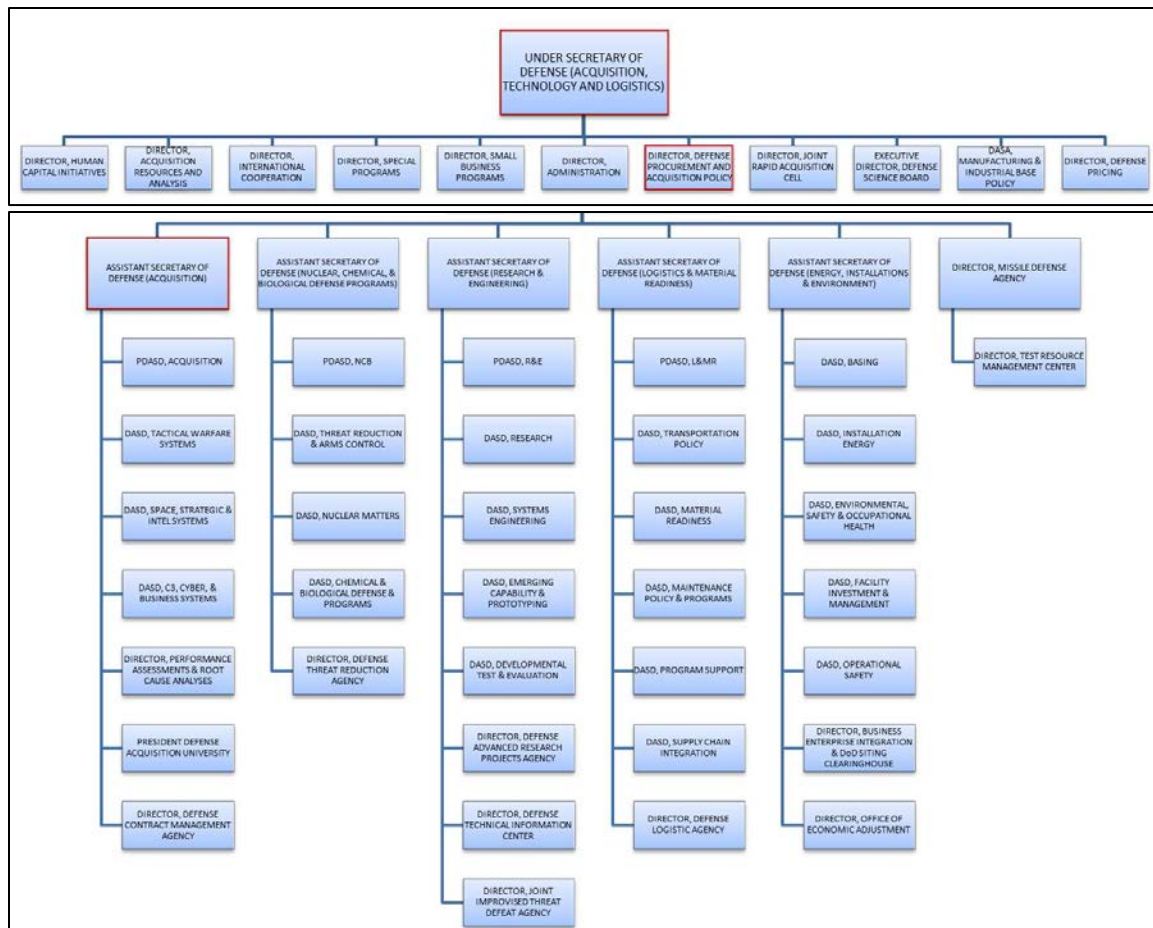 UNDER SECRETARY OF
DEFENSE (ACQUISITION,
TECHNOLOGY AND LOGISTICS)
DIRECTOR, HUMAN
CAPITAL INITIATIVES
DIRECTOR,
ACQUISITION
RESOURCES AND
ANALYSIS
DIRECTOR,
INTERNATIONAL
COOPERATION
DIRECTOR, SPECIAL
PROGRAMS
DIRECTOR, SMALL
BUSINESS PROGRAMS
DIRECTOR,
ADMINISTRATION
DIRECTOR, DEFENSE
PROCUREMENT AND
ACQUISITION POLICY
DIRECTOR, JOINT
RAPID ACQUISITION
CELL
EXECUTIVE
DIRECTOR, DEFENSE
SCIENCE BOARD
DASA,
MANUFACTURING &
INDUSTRIAL BASE
POLICY
DIRECTOR, DEFENSE
PRICING
ASSISTANT SECRETARY OF
DEFENSE (ACQUISITION)
PDASD, ACQUISITION
DASD, TACTICAL WARFARE
SYSTEMS
DASD, SPACE, STRATEGIC &
INTEL SYSTEMS
DASD, C3, CYBER, &
BUSINESS SYSTEMS
DIRECTOR, PERFORMANCE
ASSESSMENTS & ROOT
CAUSE ANALYSES
PRESIDENT DEFENSE
ACQUISITION UNIVERSITY
DIRECTOR, DEFENSE
CONTRACT MANAGEMENT
AGENCY
ASSISTANT SECRETARY OF
DEFENSE (NUCLEAR, CHEMICAL, &
BIOLOGICAL DEFENSE PROGRAMS)
PDASD, NCB
DASD, THREAT REDUCTION
& ARMS CONTROL
DASD, NUCLEAR MATTERS
DASD, CHEMICAL &
BIOLOGICAL DEFENSE &
PROGRAMS
DIRECTOR, DEFENSE
THREAT REDUCTION
AGENCY
ASSISTANT SECRETARY OF
DEFENSE (RESEARCH &
ENGINEERING)
PDASD, R&E
DASD, RESEARCH
DASD, SYSTEMS
ENGINEERING
DASD, EMERGING
CAPABILITY &
PROTOTYPING
DASD, DEVELOPMENTAL
TEST & EVALUATION
DIRECTOR, DEFENSE
ADVANCED RESEARCH
PROJECTS AGENCY
DIRECTOR, DEFENSE
TECHNICAL INFORMATION
CENTER
DIRECTOR, JOINT
IMPROVISED THREAT
DEFEAT AGENCY
ASSISTANT SECRETARY OF
DEFENSE (LOGISTICS & MATERIAL
READINESS)
PDASD, L&MR
DASD, TRANSPORTATION
POLICY
DASD, MATERIAL
READINESS
DASD, MAINTENANCE
POLICY & PROGRAMS
DASD, PROGRAM SUPPORT
DASD, SUPPLY CHAIN
INTEGRATION
DIRECTOR, DEFENSE
LOGISTIC AGENCY
ASSISTANT SECRETARY OF
DEFENSE (ENERGY, INSTALLATIONS
& ENVIRONMENT)
DASD, BASING
DASD, INSTALLATION
ENERGY
DASD, ENVIRONMENTAL,
SAFETY & OCCUPATIONAL
HEALTH
DASD, FACILITY
INVESTMENT &
MANAGEMENT
DASD, OPERATIONAL
SAFETY
DIRECTOR, BUSINESS
ENTERPRISE INTEGRATION
& DoD SITING
CLEARINGHOUSE
DIRECTOR, OFFICE OF
ECONOMIC ADJUSTMENT
DIRECTOR, MISSILE DEFENSE
AGENCY
DIRECTOR, TEST RESOURCE
MANAGEMENT CENTER